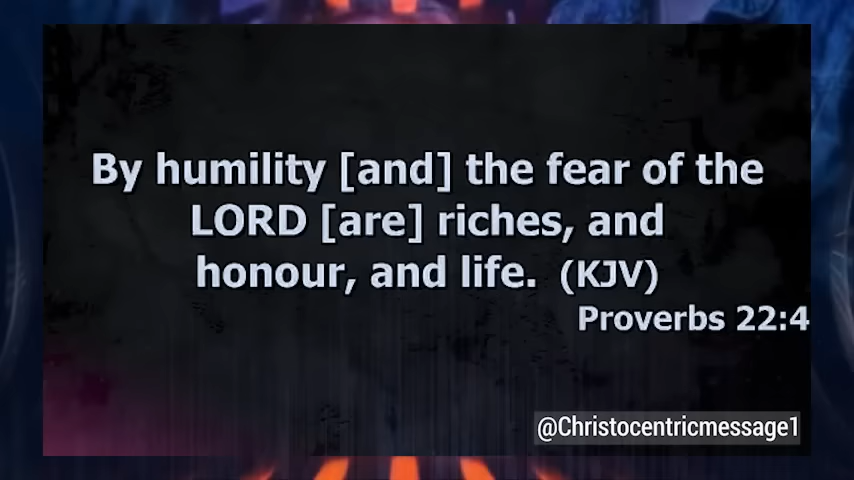 By humility [and] the fear of the
LORD [are] riches, and
honour, and life. (KJV)
Proverbs 22:4
@Christocentricmessage1